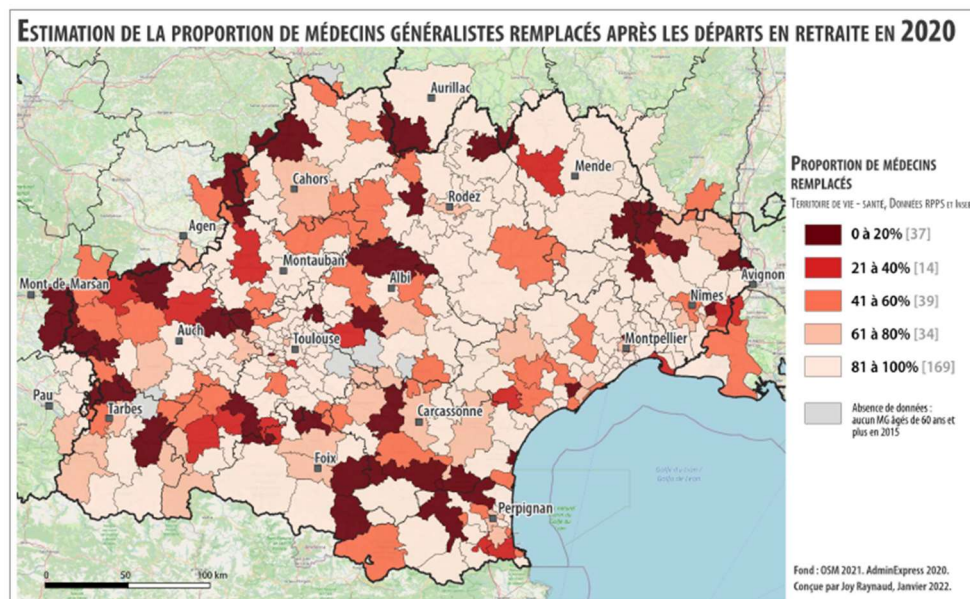 Estimation de la proportion de médecins généralistes remplacés après les départs en retraite en 2020
Aurillac
Mende
Cahors
Rodez
Agen
Montauban
Albi
Mont-de-Marsan
Avignon
Nîmes
Auch
Toulouse
Montpellier
Pau
Tarbes
Carcassonne
Foix
Perpignan
0 50 100 km
Proportion de médecins
remplacés
Territoire de vie - santé, Données RPPS et Insee
0 à 20% [37]
21 à 40% [14]
41 à 60% [39]
61 à 80% [34]
81 à 100% [169]
Absence de données :
aucun MG âgés de 60 ans et
plus en 2015
Fond : OSM 2021. AdminExpress 2020.
Conçue par Joy Raynaud, Janvier 2022.